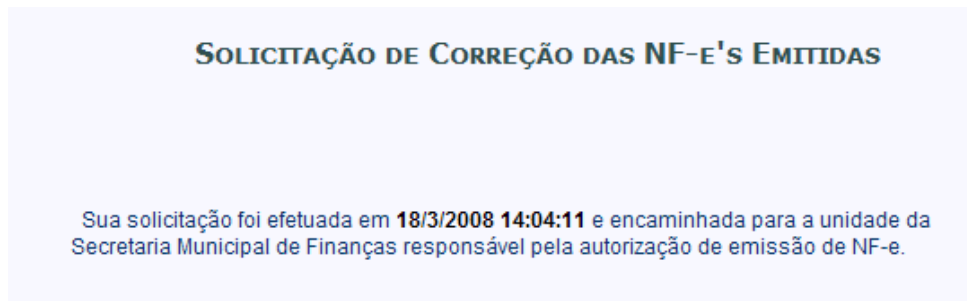 Solicitação de Correção das NF-e's Emitidas
Sua solicitação foi efetuada em 18/3/2008 14:04:11 e encaminhada para a unidade da
Secretaria Municipal de Finanças responsável pela autorização de emissão de NF-e.